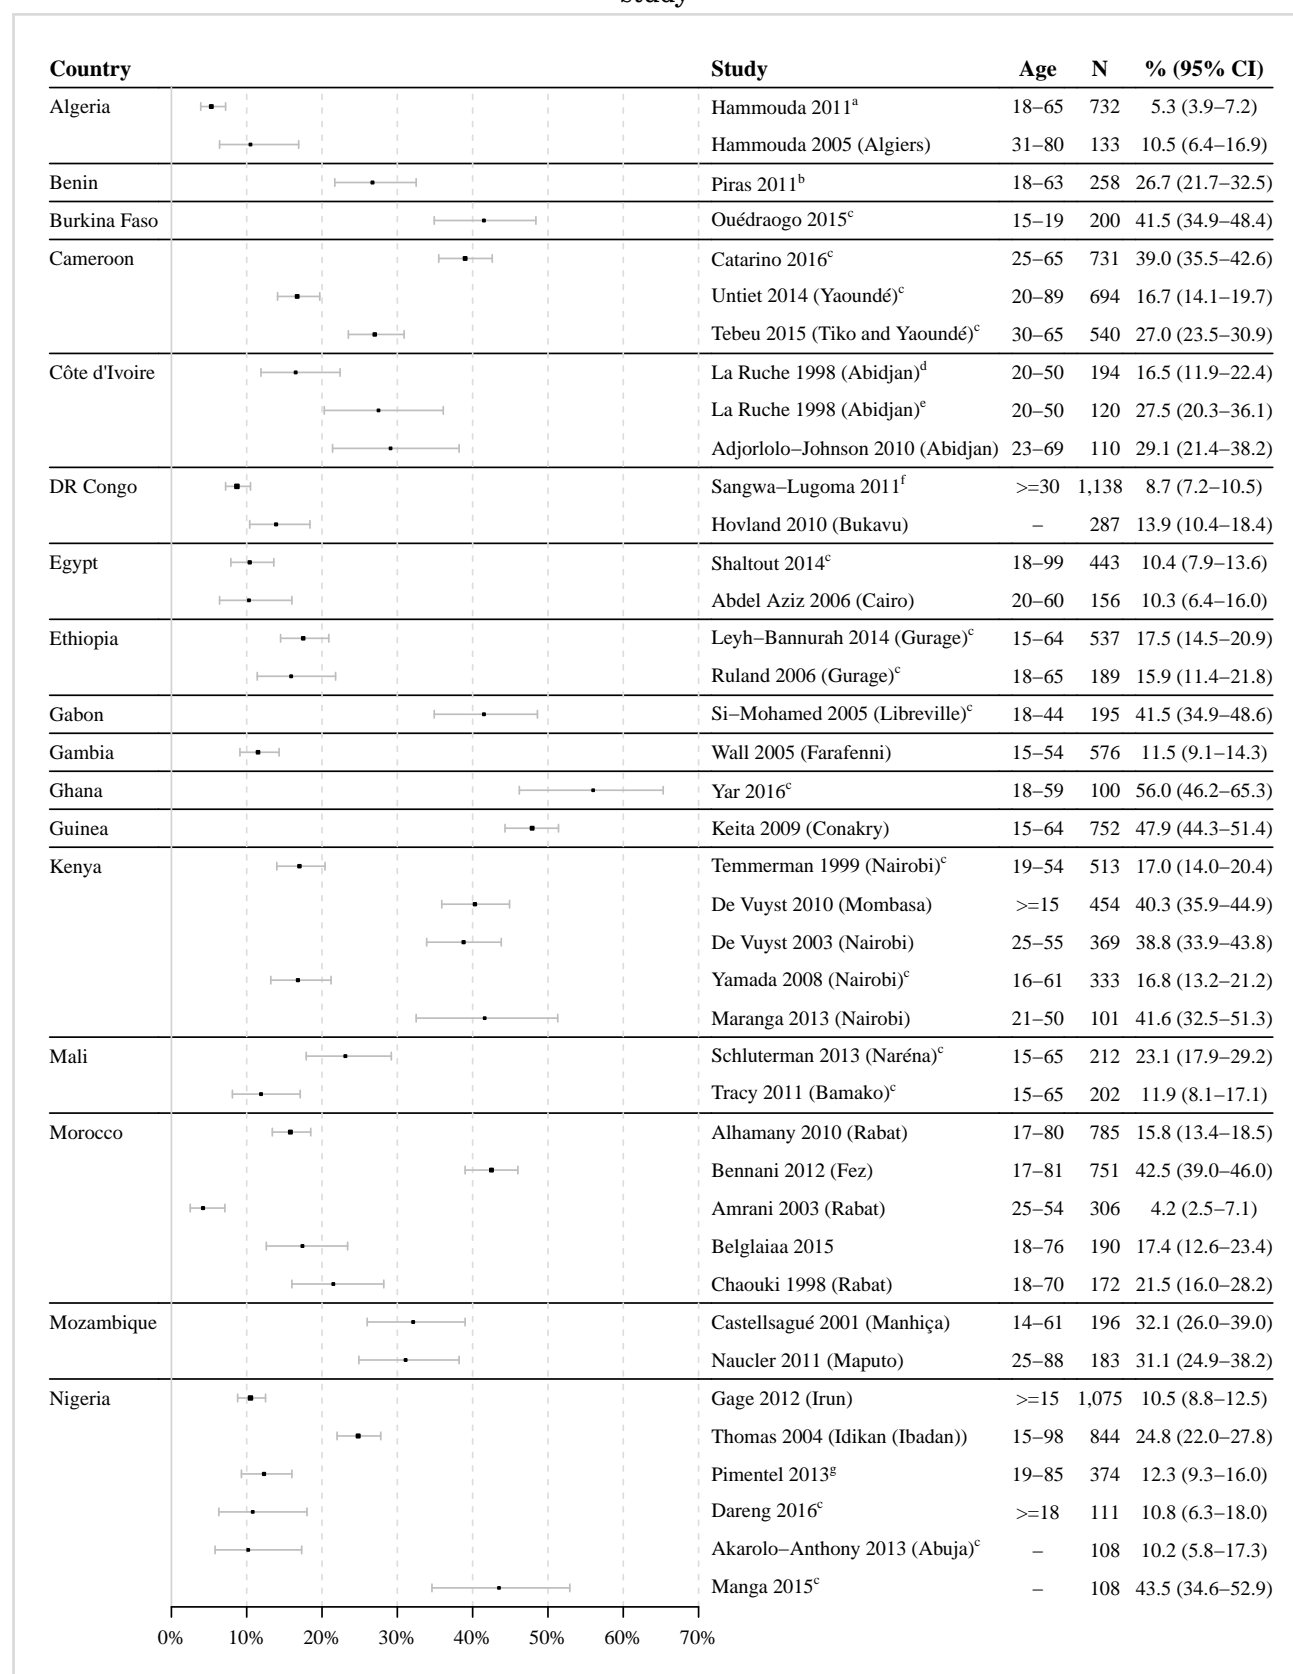 study
Country Study Age N % (95% CI)
Algeria Hammouda 2011a 18–65 732 5.3 (3.9–7.2)
Hammouda 2005 (Algiers) 31–80 133 10.5 (6.4–16.9)
Benin Piras 2011b 18–63 258 26.7 (21.7–32.5)
Burkina Faso Ouédraogo 2015c 15–19 200 41.5 (34.9–48.4)
Cameroon Catarino 2016c 25–65 731 39.0 (35.5–42.6)
Untiet 2014 (Yaoundé)c 20–89 694 16.7 (14.1–19.7)
Tebeu 2015 (Tiko and Yaoundé)c 30–65 540 27.0 (23.5–30.9)
Côte d'Ivoire La Ruche 1998 (Abidjan)d 20–50 194 16.5 (11.9–22.4)
La Ruche 1998 (Abidjan)e 20–50 120 27.5 (20.3–36.1)
Adjorlolo–Johnson 2010 (Abidjan) 23–69 110 29.1 (21.4–38.2)
DR Congo Sangwa–Lugoma 2011f >=30 1,138 8.7 (7.2–10.5)
Hovland 2010 (Bukavu) – 287 13.9 (10.4–18.4)
Egypt Shaltout 2014c 18–99 443 10.4 (7.9–13.6)
Abdel Aziz 2006 (Cairo) 20–60 156 10.3 (6.4–16.0)
Ethiopia Leyh–Bannurah 2014 (Gurage)c 15–64 537 17.5 (14.5–20.9)
Ruland 2006 (Gurage)c 18–65 189 15.9 (11.4–21.8)
Gabon Si–Mohamed 2005 (Libreville)c 18–44 195 41.5 (34.9–48.6)
Gambia Wall 2005 (Farafenni) 15–54 576 11.5 (9.1–14.3)
Ghana Yar 2016c 18–59 100 56.0 (46.2–65.3)
Guinea Keita 2009 (Conakry) 15–64 752 47.9 (44.3–51.4)
Kenya Temmerman 1999 (Nairobi)c 19–54 513 17.0 (14.0–20.4)
De Vuyst 2010 (Mombasa) >=15 454 40.3 (35.9–44.9)
De Vuyst 2003 (Nairobi) 25–55 369 38.8 (33.9–43.8)
Yamada 2008 (Nairobi)c 16–61 333 16.8 (13.2–21.2)
Maranga 2013 (Nairobi) 21–50 101 41.6 (32.5–51.3)
Mali Schluterman 2013 (Naréna)c 15–65 212 23.1 (17.9–29.2)
Tracy 2011 (Bamako)c 15–65 202 11.9 (8.1–17.1)
Morocco Alhamany 2010 (Rabat) 17–80 785 15.8 (13.4–18.5)
Bennani 2012 (Fez) 17–81 751 42.5 (39.0–46.0)
Amrani 2003 (Rabat) 25–54 306 4.2 (2.5–7.1)
Belglaiaa 2015 18–76 190 17.4 (12.6–23.4)
Chaouki 1998 (Rabat) 18–70 172 21.5 (16.0–28.2)
Mozambique Castellsagué 2001 (Manhiça) 14–61 196 32.1 (26.0–39.0)
Naucler 2011 (Maputo) 25–88 183 31.1 (24.9–38.2)
Nigeria Gage 2012 (Irun) >=15 1,075 10.5 (8.8–12.5)
Thomas 2004 (Idikan (Ibadan)) 15–98 844 24.8 (22.0–27.8)
Pimentel 2013g 19–85 374 12.3 (9.3–16.0)
Dareng 2016c >=18 111 10.8 (6.3–18.0)
Akarolo–Anthony 2013 (Abuja)c – 108 10.2 (5.8–17.3)
Manga 2015c – 108 43.5 (34.6–52.9)
0% 10% 20% 30% 40% 50% 60% 70%